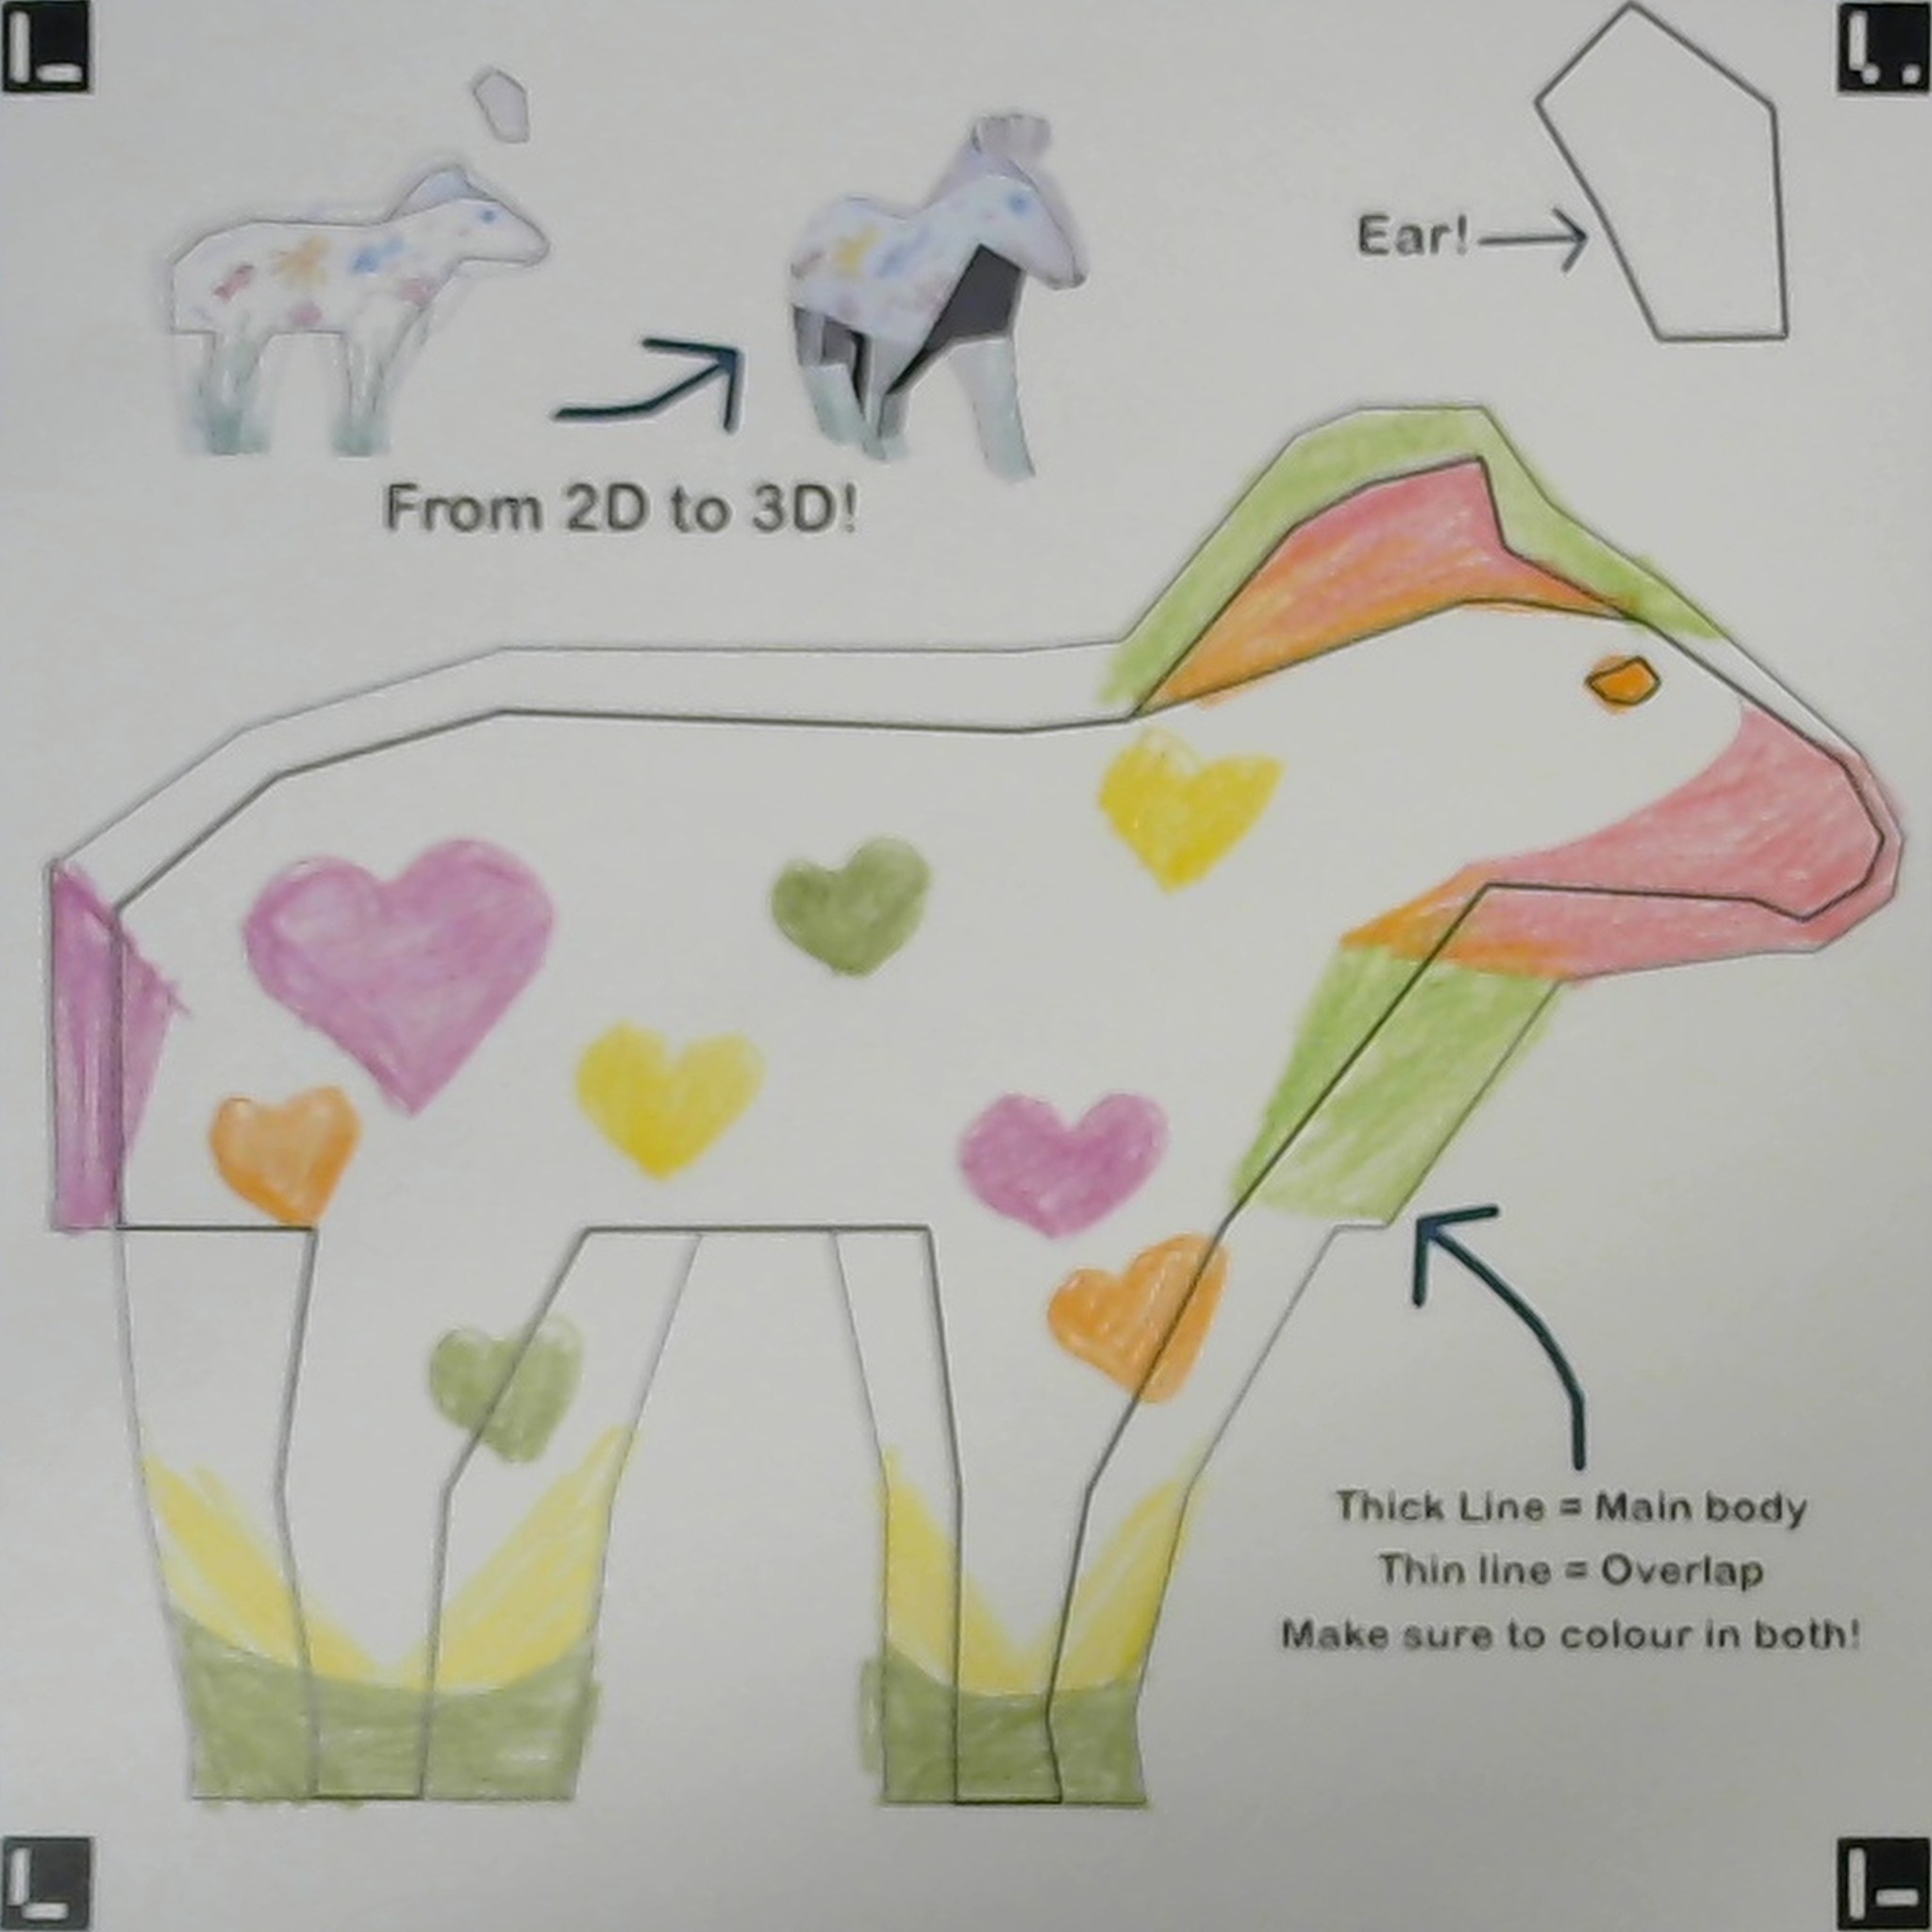 Ear!
From 2D to 3D!
Thick Line = Main body
Thin line = Overlap
Make sure to colour in both!